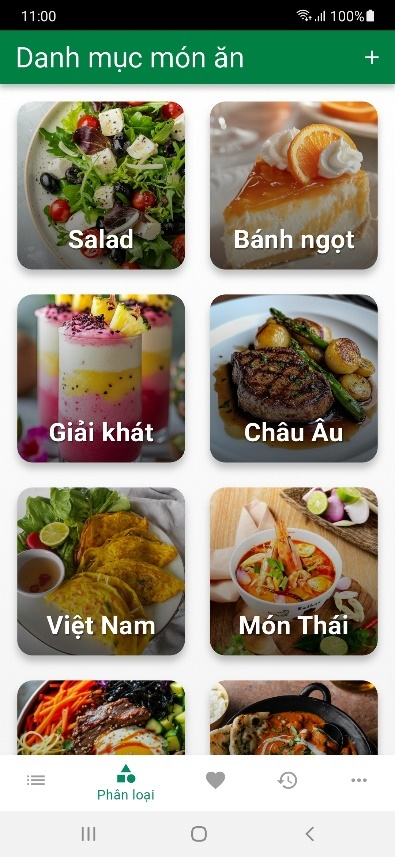 11:00
100%
Danh mục món ăn
Salad
Bánh ngọt
Giải khát
Châu Âu
Việt Nam
Món Thái
Phân loại